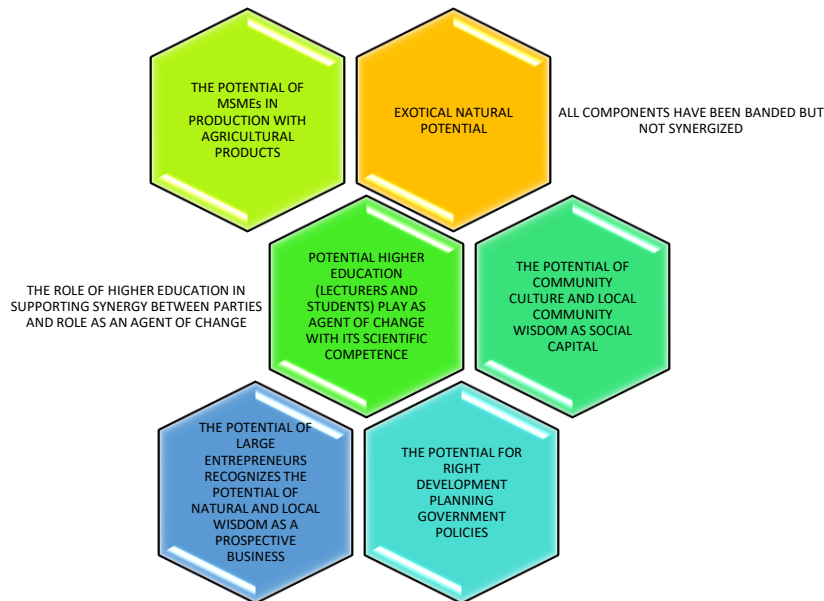 THE POTENTIAL OF
MSMEs IN
PRODUCTION WITH
AGRICULTURAL
PRODUCTS
EXOTICAL NATURAL
POTENTIAL
ALL COMPONENTS HAVE BEEN BANDED BUT
NOT SYNERGIZED
THE ROLE OF HIGHER EDUCATION IN
SUPPORTING SYNERGY BETWEEN PARTIES
AND ROLE AS AN AGENT OF CHANGE
POTENTIAL HIGHER
EDUCATION
(LECTURERS AND
STUDENTS) PLAY AS
AGENT OF CHANGE
WITH ITS SCIENTIFIC
COMPETENCE
THE POTENTIAL OF
COMMUNITY
CULTURE AND LOCAL
COMMUNITY
WISDOM AS SOCIAL
CAPITAL
THE POTENTIAL OF
LARGE
ENTREPRENEURS
RECOGNIZES THE
POTENTIAL OF
NATURAL AND LOCAL
WISDOM AS A
PROSPECTIVE
BUSINESS
THE POTENTIAL FOR
RIGHT
DEVELOPMENT
PLANNING
GOVERNMENT
POLICIES